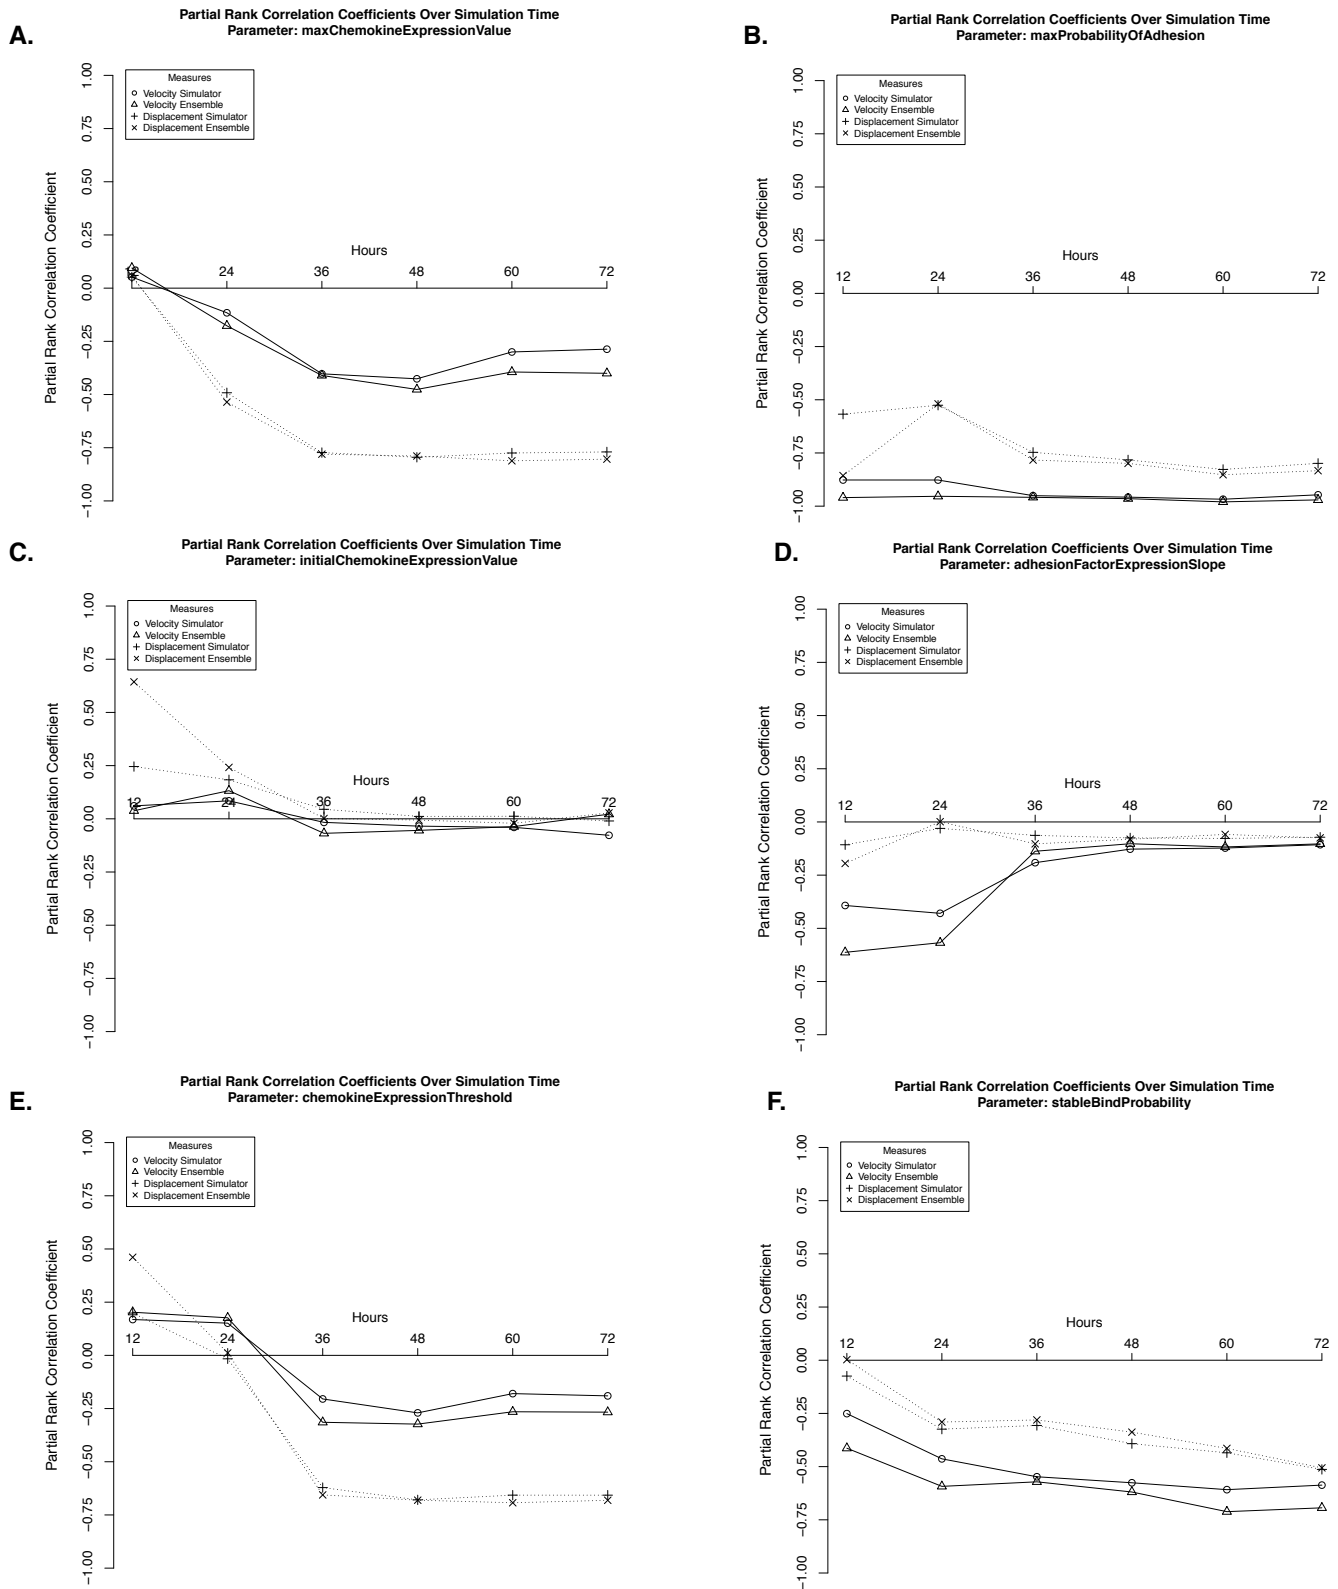 A.
Partial Rank Correlation Coefficients Over Simulation Time
Parameter: maxChemokineExpressionValue
Measures
Velocity Simulator
Velocity Ensemble
Displacement Simulator
Displacement Ensemble
Partial Rank Correlation Coefficient
1.00
0.75
0.50
0.25
0.00
−0.25
−0.50
−0.75
−1.00
Hours
12 24 36 48 60 72
B.
Partial Rank Correlation Coefficients Over Simulation Time
Parameter: maxProbabilityOfAdhesion
Measures
Velocity Simulator
Velocity Ensemble
Displacement Simulator
Displacement Ensemble
Partial Rank Correlation Coefficient
1.00
0.75
0.50
0.25
0.00
−0.25
−0.50
−0.75
−1.00
Hours
12 24 36 48 60 72
C.
Partial Rank Correlation Coefficients Over Simulation Time
Parameter: initialChemokineExpressionValue
Measures
Velocity Simulator
Velocity Ensemble
Displacement Simulator
Displacement Ensemble
Partial Rank Correlation Coefficient
1.00
0.75
0.50
0.25
0.00
−0.25
−0.50
−0.75
−1.00
Hours
12 24 36 48 60 72
D.
Partial Rank Correlation Coefficients Over Simulation Time
Parameter: adhesionFactorExpressionSlope
Measures
Velocity Simulator
Velocity Ensemble
Displacement Simulator
Displacement Ensemble
Partial Rank Correlation Coefficient
1.00
0.75
0.50
0.25
0.00
−0.25
−0.50
−0.75
−1.00
Hours
12 24 36 48 60 72
E.
Partial Rank Correlation Coefficients Over Simulation Time
Parameter: chemokineExpressionThreshold
Measures
Velocity Simulator
Velocity Ensemble
Displacement Simulator
Displacement Ensemble
Partial Rank Correlation Coefficient
1.00
0.75
0.50
0.25
0.00
−0.25
−0.50
−0.75
−1.00
Hours
12 24 36 48 60 72
F.
Partial Rank Correlation Coefficients Over Simulation Time
Parameter: stableBindProbability
Measures
Velocity Simulator
Velocity Ensemble
Displacement Simulator
Displacement Ensemble
Partial Rank Correlation Coefficient
1.00
0.75
0.50
0.25
0.00
−0.25
−0.50
−0.75
−1.00
Hours
12 24 36 48 60 72